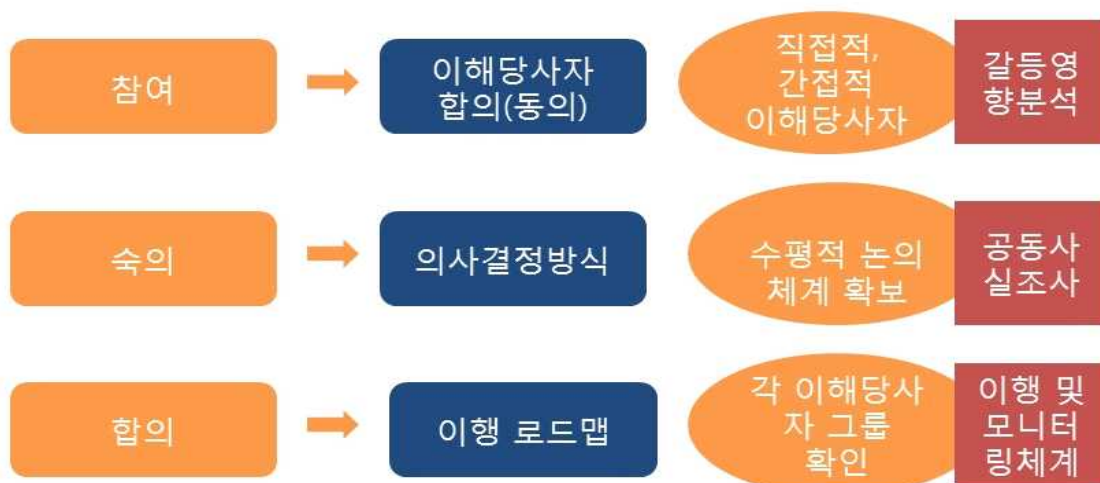 참여
이해당사자
합의(동의)
직접적,
간접적
이해당사자
갈등영
향분석
숙의
의사결정방식
수평적 논의
체계 확보
공동사
실조사
합의
이행 로드맵
각 이해당사
자 그룹
확인
이행 및
모니터
링체계